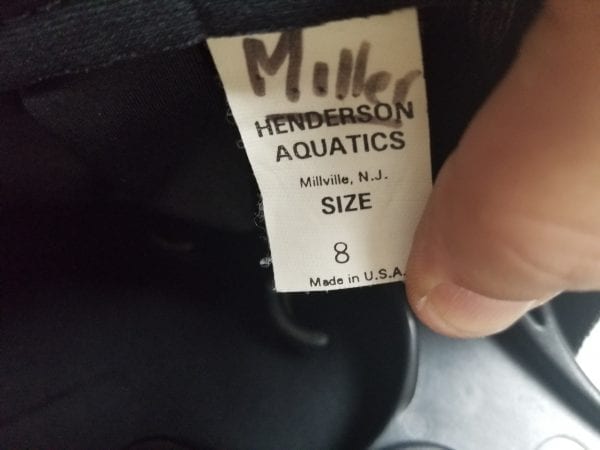 Miller
HENDERSON
AQUATICS
Millville, N.J.
SIZE
8
Made in U.S.A.